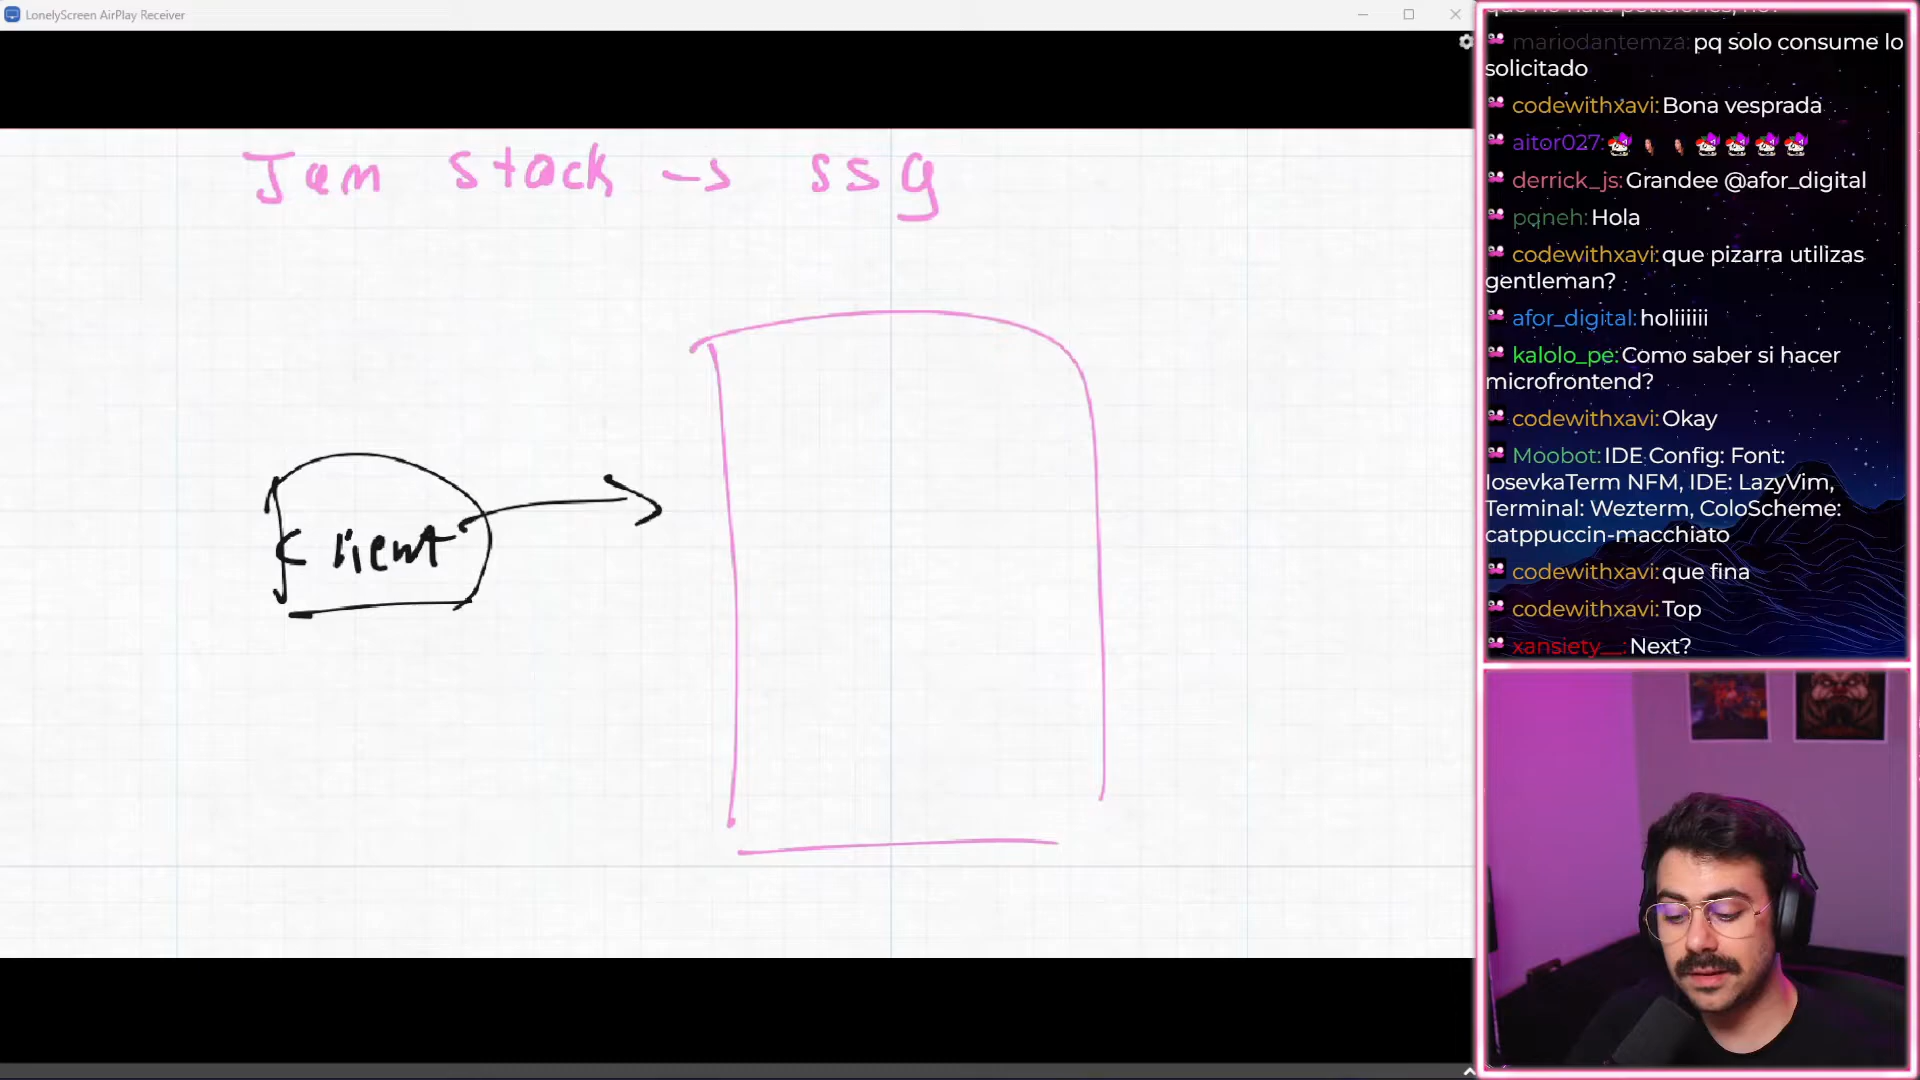 LonelyScreen AirPlay Receiver
Jam stack → ssg
client
mariodantemza: pq solo consume lo
solicitado
codewithxavi: Bona vesprada
aitor027:
derrick_js: Grandee @afor_digital
pqneh: Hola
codewithxavi: que pizarra utilizas
gentleman?
afor_digital: holiiiiii
kalolo_pe: Como saber si hacer
microfrontend?
codewithxavi: Okay
Moobot: IDE Config: Font:
IosevkaTerm NFM, IDE: LazyVim,
Terminal: Wezterm, ColoScheme:
catppuccin-macchiato
codewithxavi: que fina
codewithxavi: Top
xansiety__: Next?